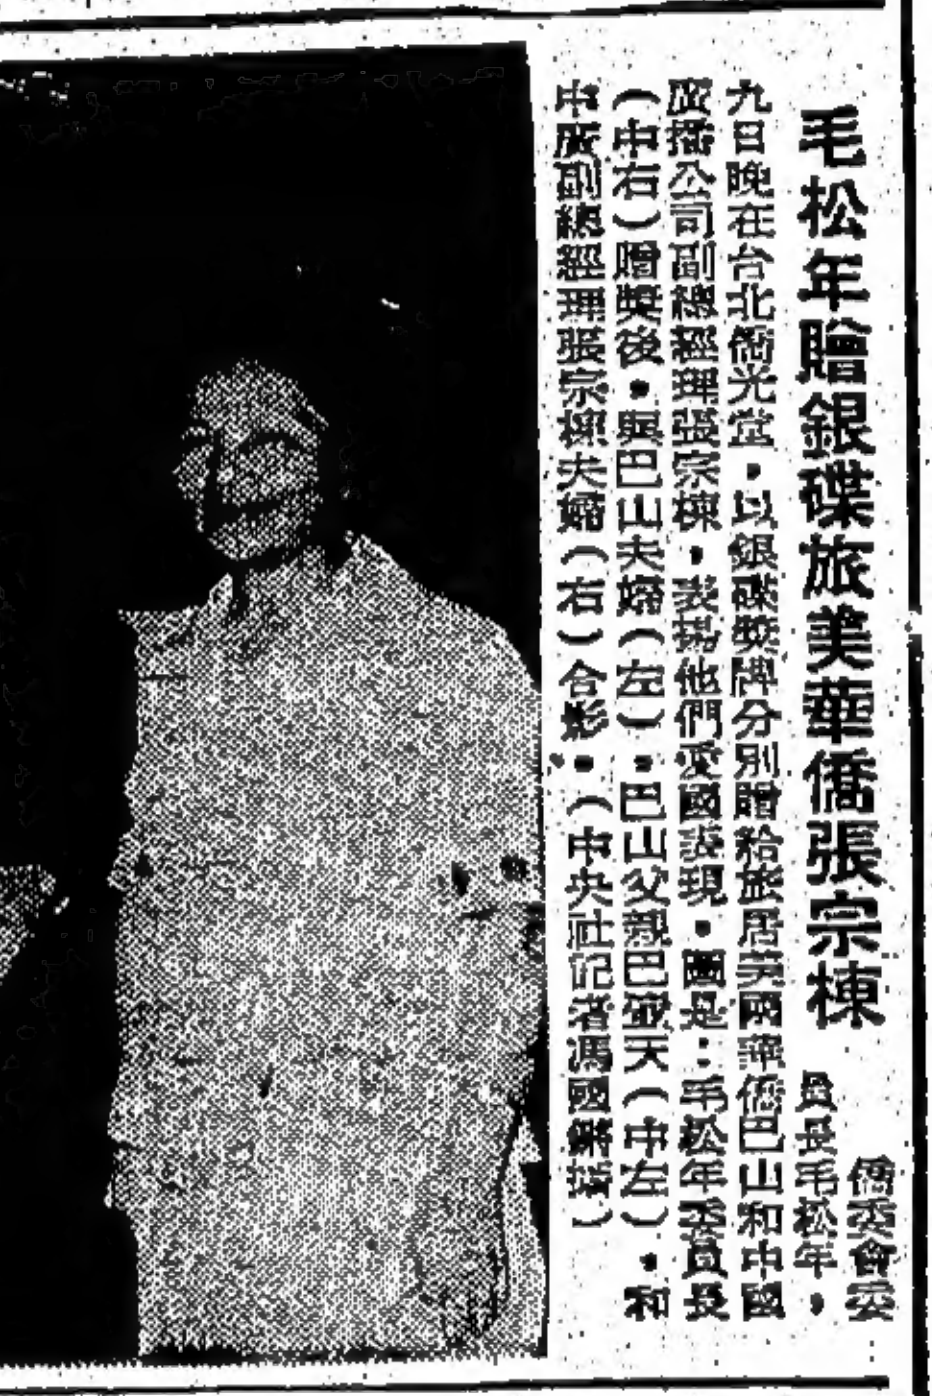 毛松年贈銀碟旅美華僑張宗棟
僑委會委
員長毛松年，
九日晚在台北僑光堂，以銀碟獎牌分別贈給旅居美國華僑巴山和中國
廣播公司副總經理張宗棟，表揚他們愛國表現。圖是：毛松年委員長
（中右）贈獎後，與巴山夫婦（左）。巴山父親巴天（中左）。和
中廣副總經理張宗棟夫婦（右）合影。（中央社記者馮國鏘攝）